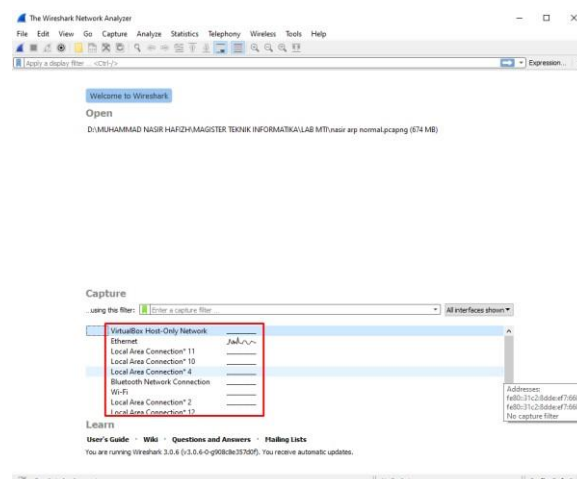 The Wireshark Network Analyzer
File Edit View Go Capture Analyze Statistics Telephony Wireless Tools Help
Apply a display filter ... <Ctrl-/>
Expression...
Welcome to Wireshark
Open
D:\MUHAMMAD NASIR HAFIZH\MAGISTER TEKNIK INFORMATIKA\LAB MTI\nasir arp normal.pcapng (674 MB)
Capture
...using this filter: Enter a capture filter ... All interfaces shown
VirtualBox Host-Only Network
Ethernet
Local Area Connection* 11
Local Area Connection* 10
Local Area Connection* 4
Bluetooth Network Connection
Wi-Fi
Local Area Connection* 2
Local Area Connection* 12
Addresses:
No capture filter
Learn
User's Guide · Wiki · Questions and Answers · Mailing Lists
You are running Wireshark 3.0.6 (v3.0.6-0-g908c8e357d0f). You receive automatic updates.